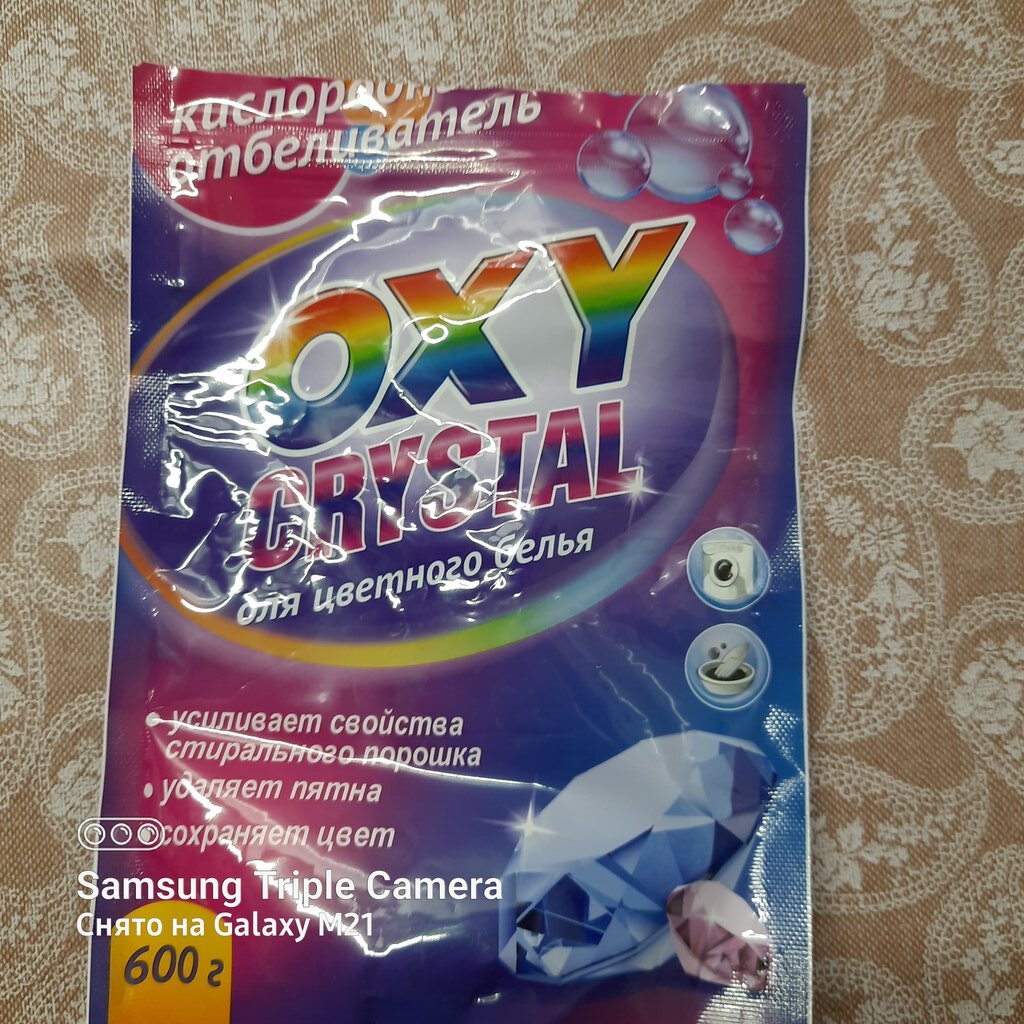 отбеливатель
OXY
CRYSTAL
для цветного белья
• усиливает свойства
стирального порошка
• удаляет пятна
сохраняет цвет
Samsung Triple Camera
Снято на Galaxy M21
600 г